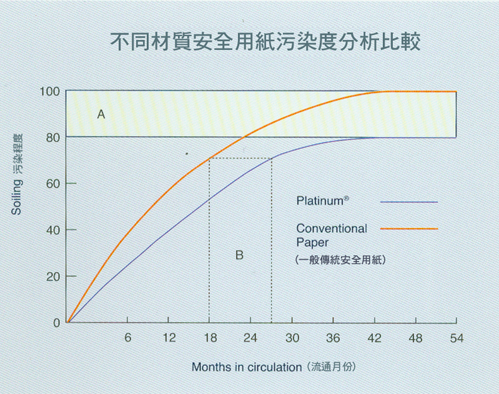 不同材質安全用紙污染度分析比較
100
A
80
60
40
20
0
Soiling 污染程度
Platinum®
Conventional
Paper
(一般傳統安全用紙)
B
6 12 18 24 30 36 42 48 54
Months in circulation (流通月份)